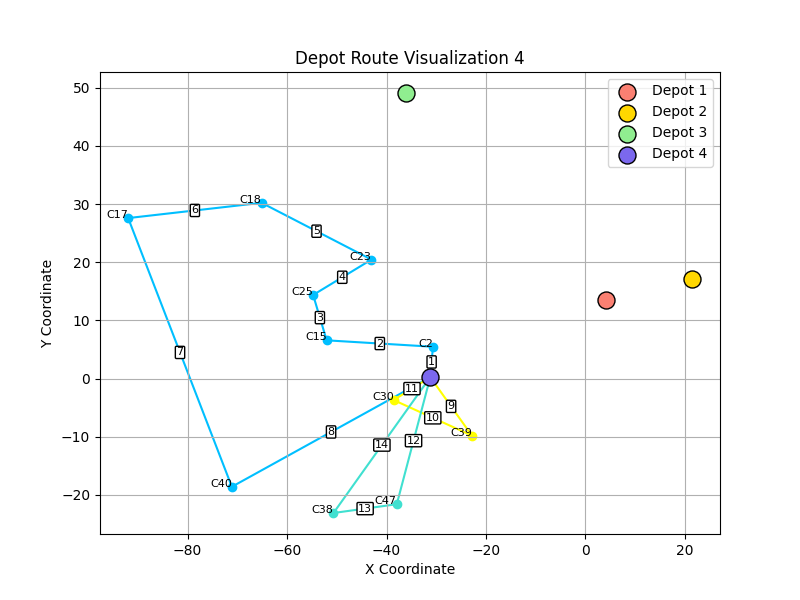 Depot Route Visualization 4
Depot 1
Depot 2
Depot 3
Depot 4
50
40
30
20
10
0
−10
−20
Y Coordinate
C17
6
C18
5
C23
4
C25
3
C15
2
C2
1
7
11
C30
9
10
C39
8
14
12
C40
C38
13
C47
−80
−60
−40
−20
0
20
X Coordinate